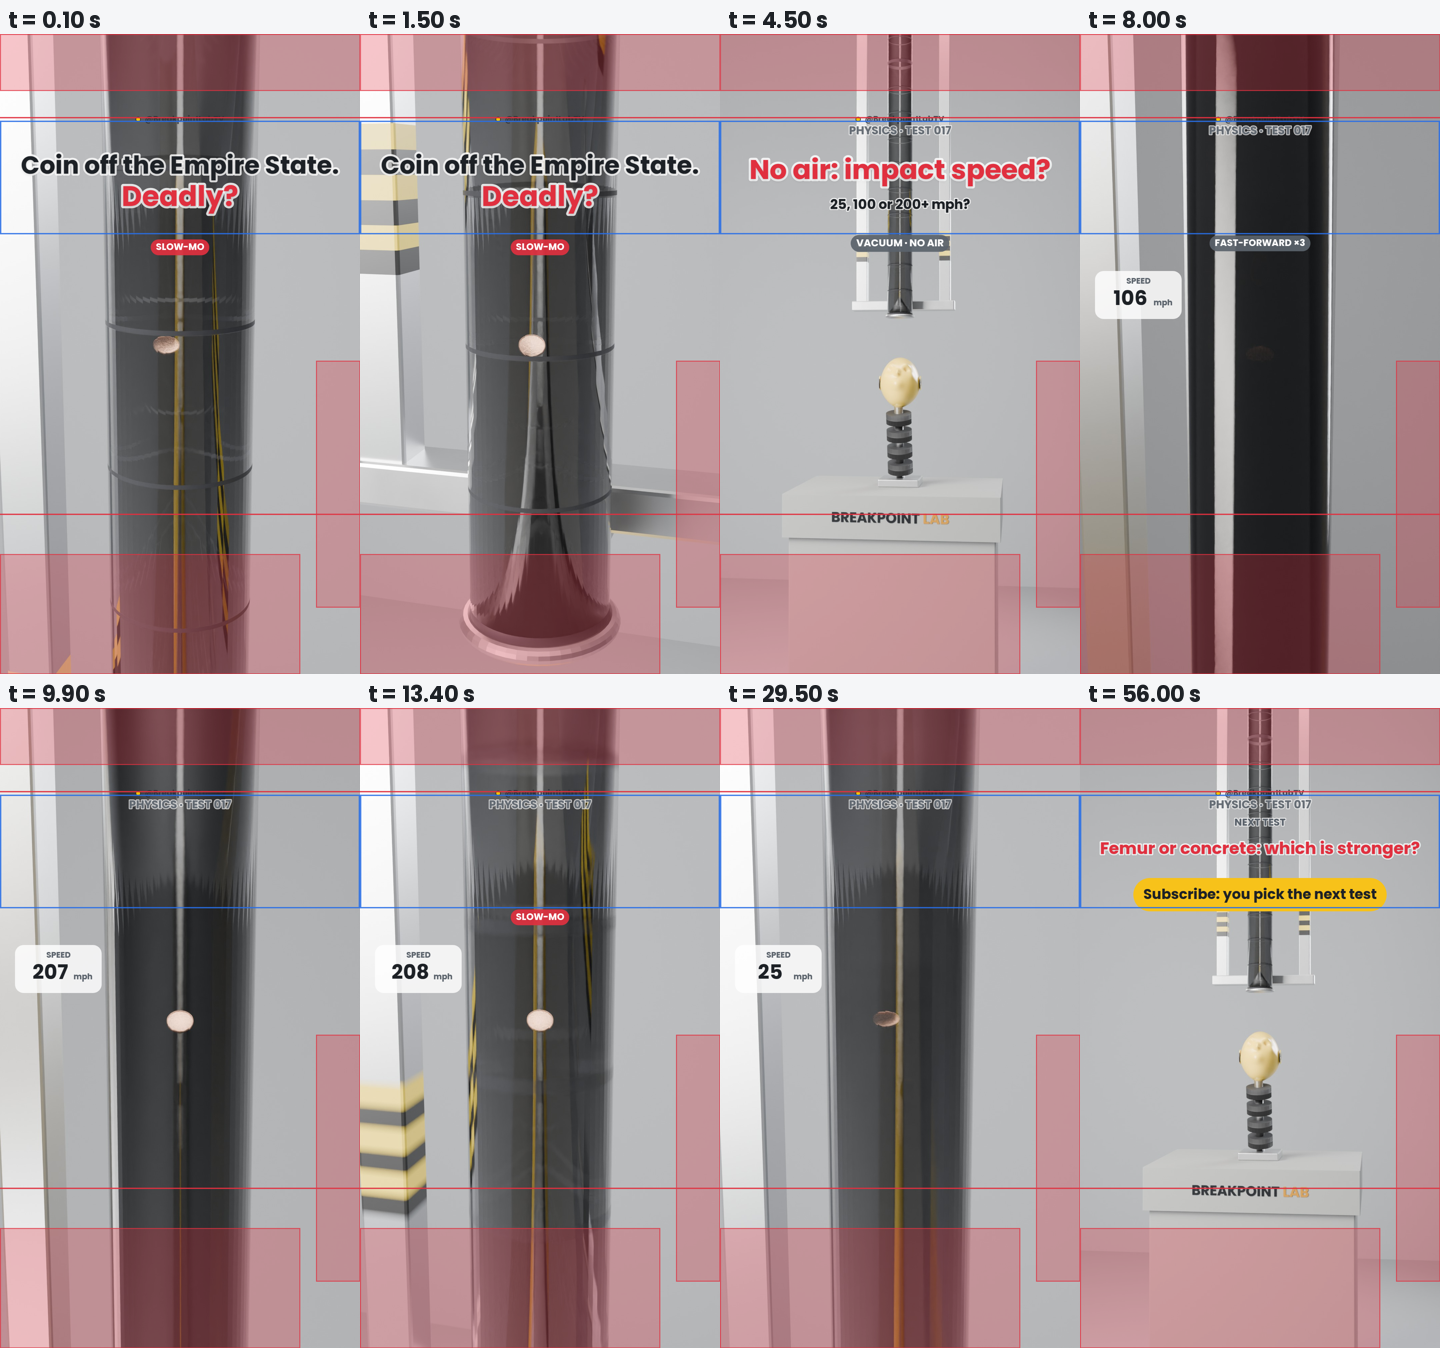 t = 0.10 s
Coin off the Empire State.
Deadly?
SLOW-MO
t = 1.50 s
Coin off the Empire State.
Deadly?
SLOW-MO
t = 4.50 s
PHYSICS · TEST 017
No air: impact speed?
25, 100 or 200+ mph?
VACUUM · NO AIR
BREAKPOINT LAB
t = 8.00 s
PHYSICS · TEST 017
FAST-FORWARD ×3
SPEED
106 mph
t = 9.90 s
PHYSICS · TEST 017
SPEED
207 mph
t = 13.40 s
PHYSICS · TEST 017
SLOW-MO
SPEED
208 mph
t = 29.50 s
PHYSICS · TEST 017
SPEED
25 mph
t = 56.00 s
PHYSICS · TEST 017
NEXT TEST
Femur or concrete: which is stronger?
Subscribe: you pick the next test
BREAKPOINT LAB